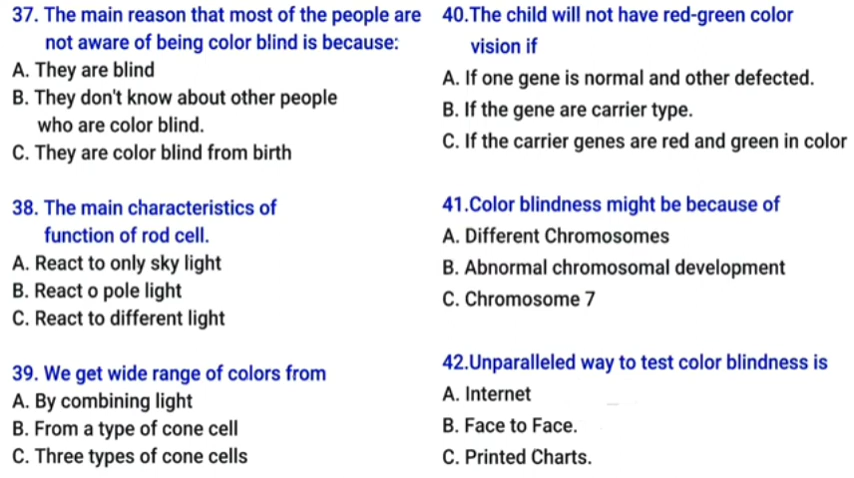 37. The main reason that most of the people are
not aware of being color blind is because:
A. They are blind
B. They don't know about other people
who are color blind.
C. They are color blind from birth
38. The main characteristics of
function of rod cell.
A. React to only sky light
B. React o pole light
C. React to different light
39. We get wide range of colors from
A. By combining light
B. From a type of cone cell
C. Three types of cone cells
40.The child will not have red-green color
vision if
A. If one gene is normal and other defected.
B. If the gene are carrier type.
C. If the carrier genes are red and green in color
41.Color blindness might be because of
A. Different Chromosomes
B. Abnormal chromosomal development
C. Chromosome 7
42.Unparalleled way to test color blindness is
A. Internet
B. Face to Face.
C. Printed Charts.